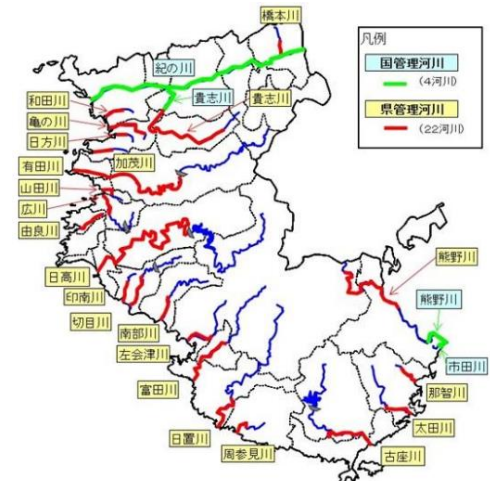 橋本川
凡例
国管理河川
(4河川)
県管理河川
(22河川)
紀の川
貴志川
貴志川
和田川
亀の川
日方川
加茂川
有田川
山田川
広川
由良川
日高川
印南川
切目川
南部川
左会津川
富田川
日置川
周参見川
熊野川
熊野川
市田川
那智川
太田川
古座川